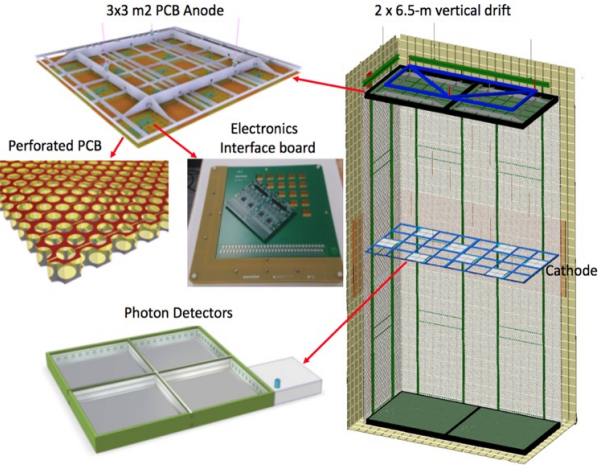 3x3 m2 PCB Anode
2 x 6.5-m vertical drift
Perforated PCB
Electronics
Interface board
Cathode
Photon Detectors